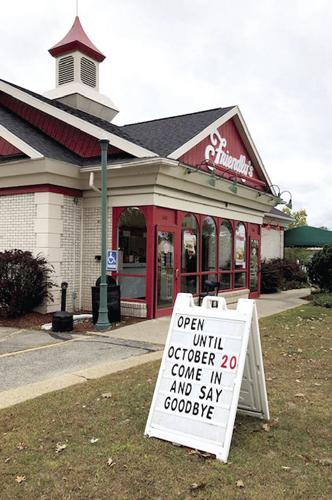 Friendly's
OPEN
UNTIL
OCTOBER 20
COME IN
AND SAY
GOODBYE